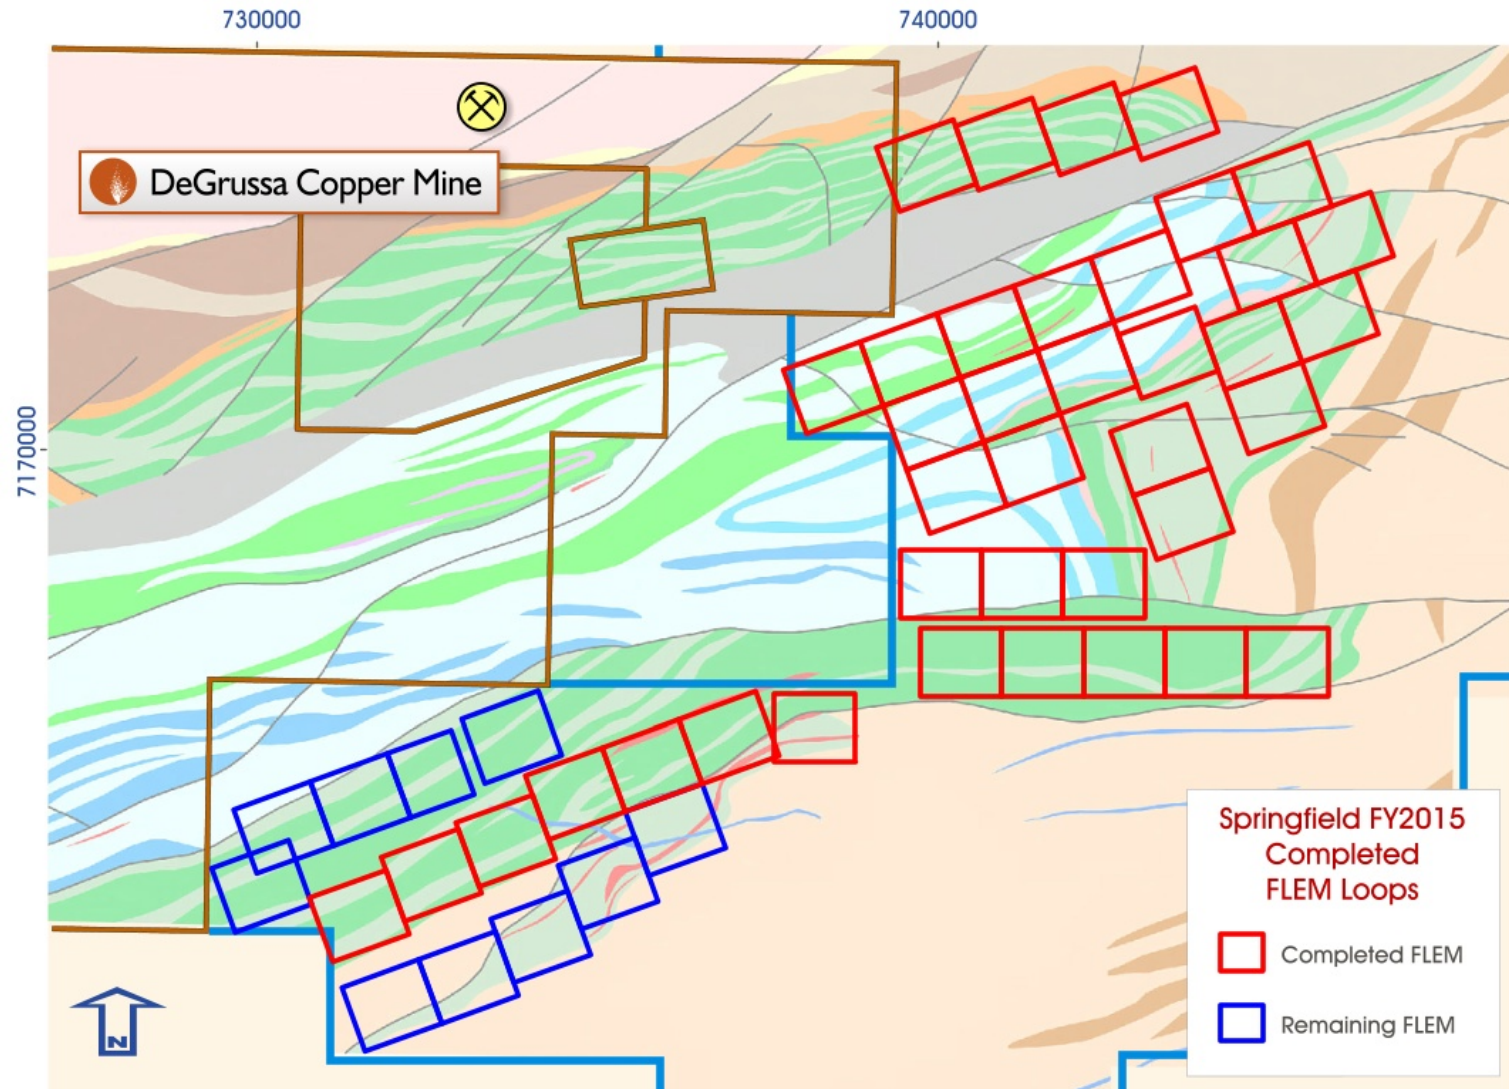 730000
740000
DeGrussa Copper Mine
7170000
Springfield FY2015
Completed
FLEM Loops
Completed FLEM
Remaining FLEM
N